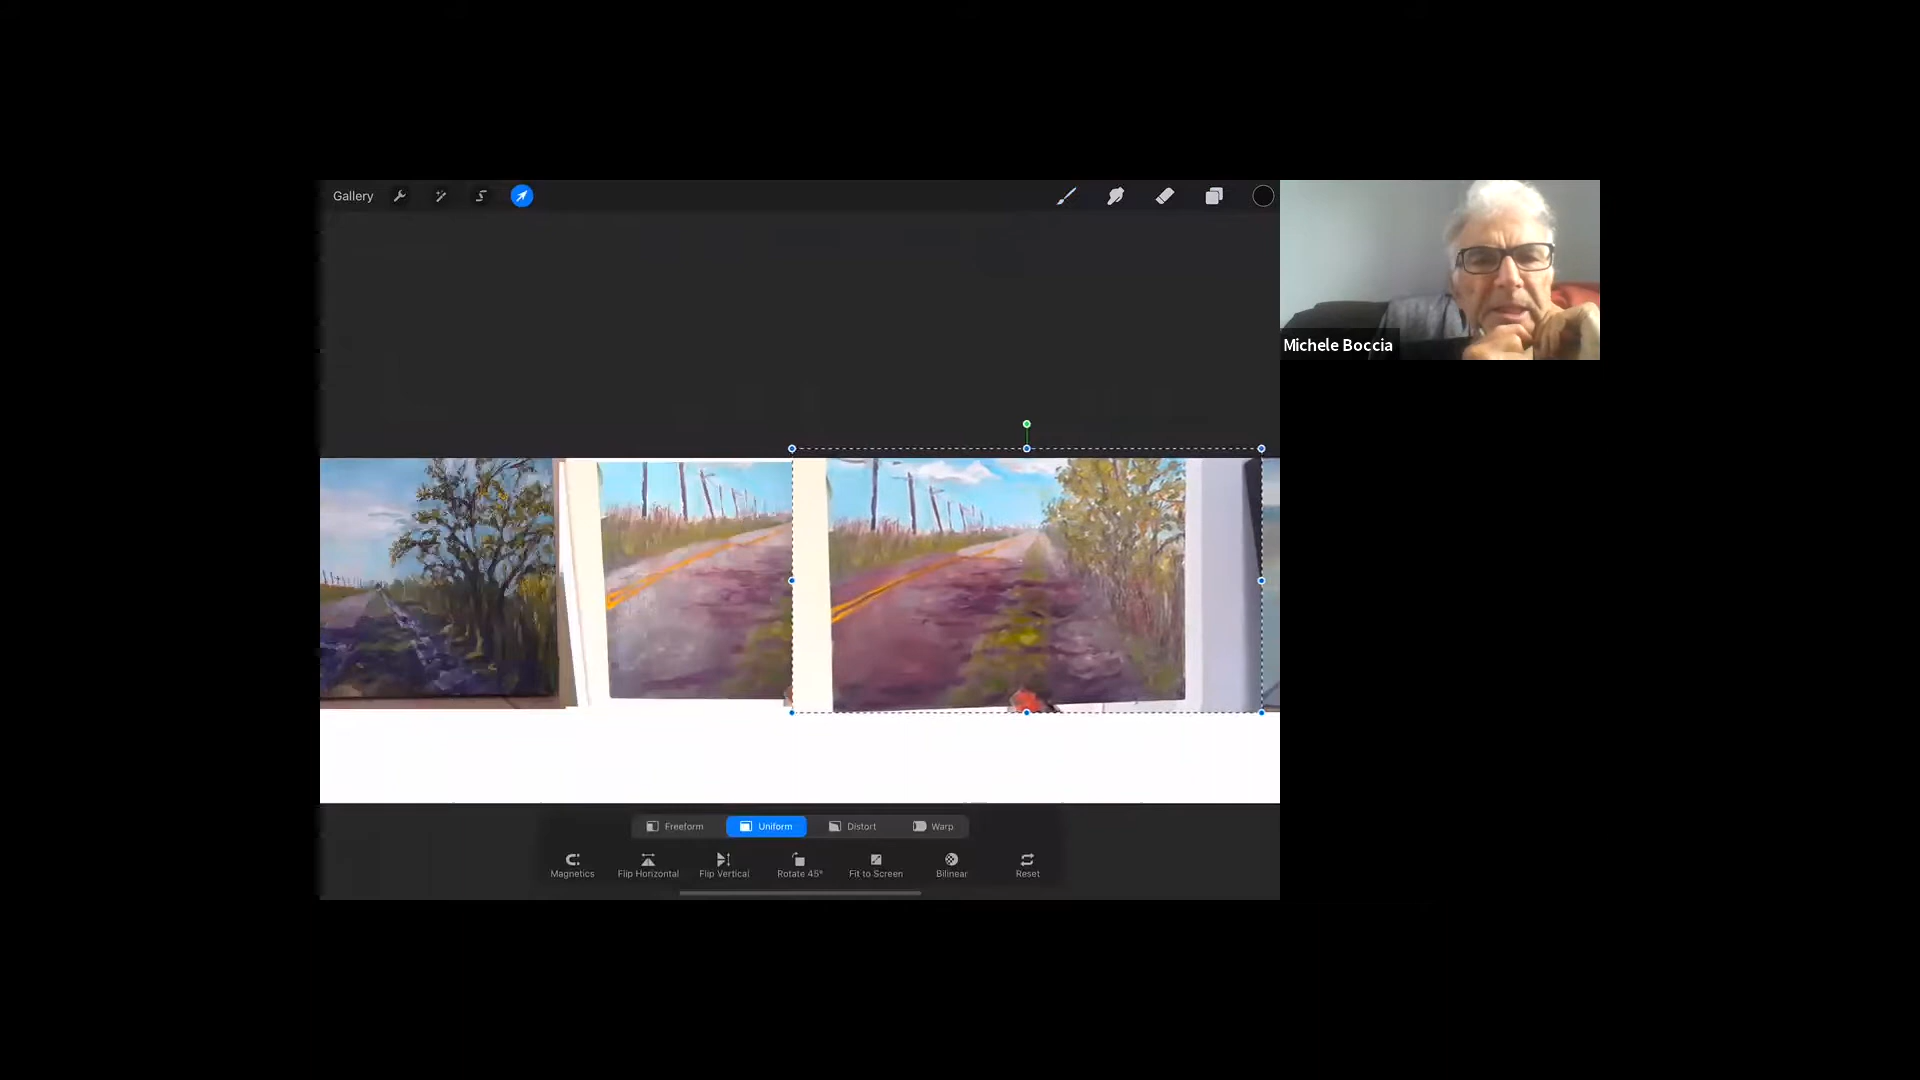 Gallery
Michele Boccia
Freeform
Uniform
Distort
Warp
Magnetics
Flip Horizontal
Flip Vertical
Rotate 45°
Fit to Screen
Bilinear
Reset